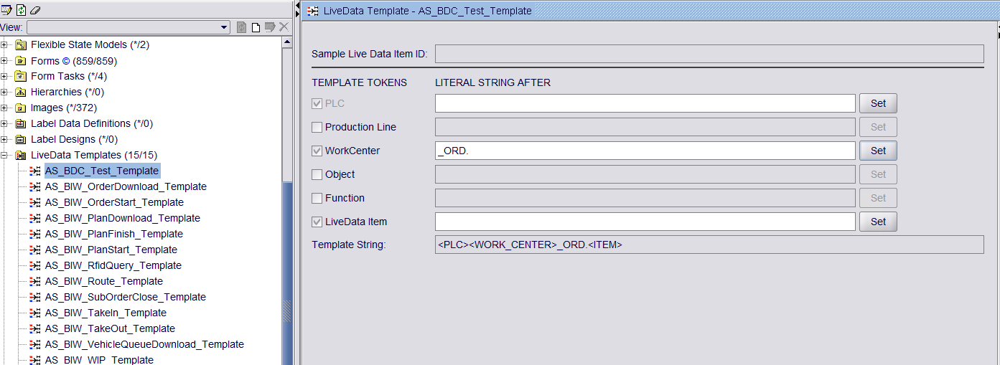 View:
Flexible State Models (*/2)
Forms © (859/859)
Form Tasks (*/4)
Hierarchies (*/0)
Images (*/372)
Label Data Definitions (*/0)
Label Designs (*/0)
LiveData Templates (15/15)
AS_BDC_Test_Template
AS_BIW_OrderDownload_Template
AS_BIW_OrderStart_Template
AS_BIW_PlanDownload_Template
AS_BIW_PlanFinish_Template
AS_BIW_PlanStart_Template
AS_BIW_RfidQuery_Template
AS_BIW_Route_Template
AS_BIW_SubOrderClose_Template
AS_BIW_TakeIn_Template
AS_BIW_TakeOut_Template
AS_BIW_VehicleQueueDownload_Template
AS_BIW_WIP_Template
LiveData Template - AS_BDC_Test_Template
Sample Live Data Item ID:
TEMPLATE TOKENS LITERAL STRING AFTER
PLC Set
Production Line Set
WorkCenter _ORD. Set
Object Set
Function Set
LiveData Item Set
Template String: <PLC><WORK_CENTER>_ORD.<ITEM>